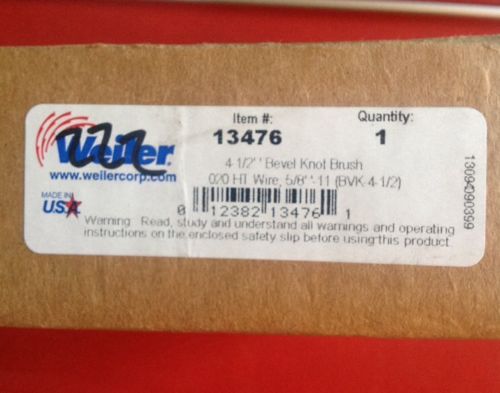 Weiler
www.weilercorp.com
MADE IN
USA
Item #:
13476
Quantity:
1
4-1/2'' Bevel Knot Brush
.020 HT Wire, 5/8''-11 (BVK 4-1/2)
0 12382 13476 1
Warning: Read, study and understand all warnings and operating
instructions on the enclosed safety slip before using this product.